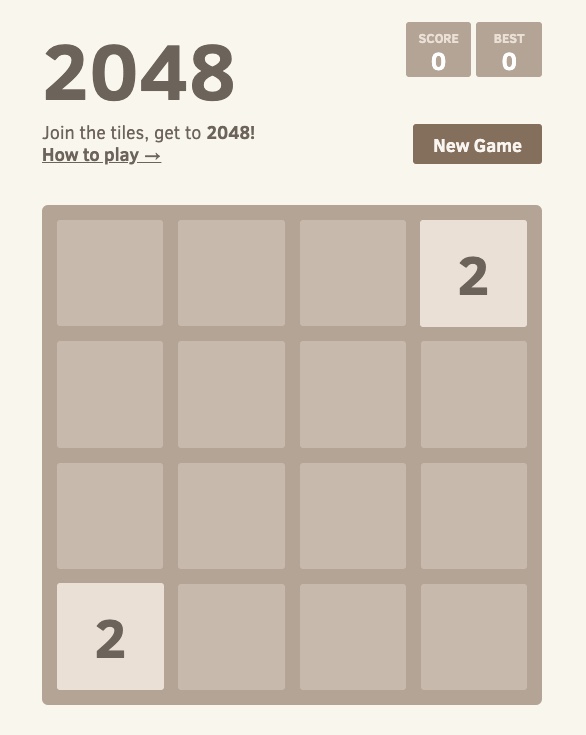 2048
SCORE
0
BEST
0
Join the tiles, get to 2048!
How to play →
New Game
2
2